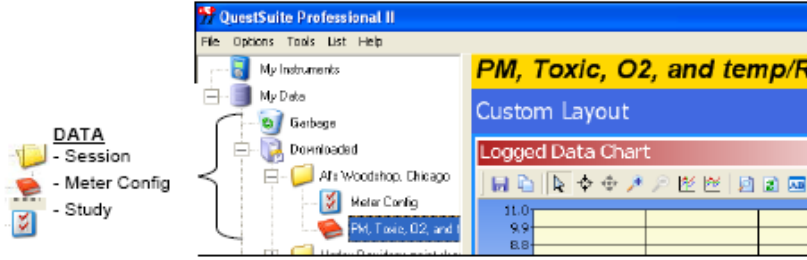 QuestSuite Professional II
File Options Tools List Help
My Instruments
My Data
Garbage
Downloaded
Al's Woodshop, Chicago
Meter Config
PM, Toxic, O2, and t
DATA
- Session
- Meter Config
- Study
PM, Toxic, O2, and temp/R
Custom Layout
Logged Data Chart
11.0
9.9
8.8